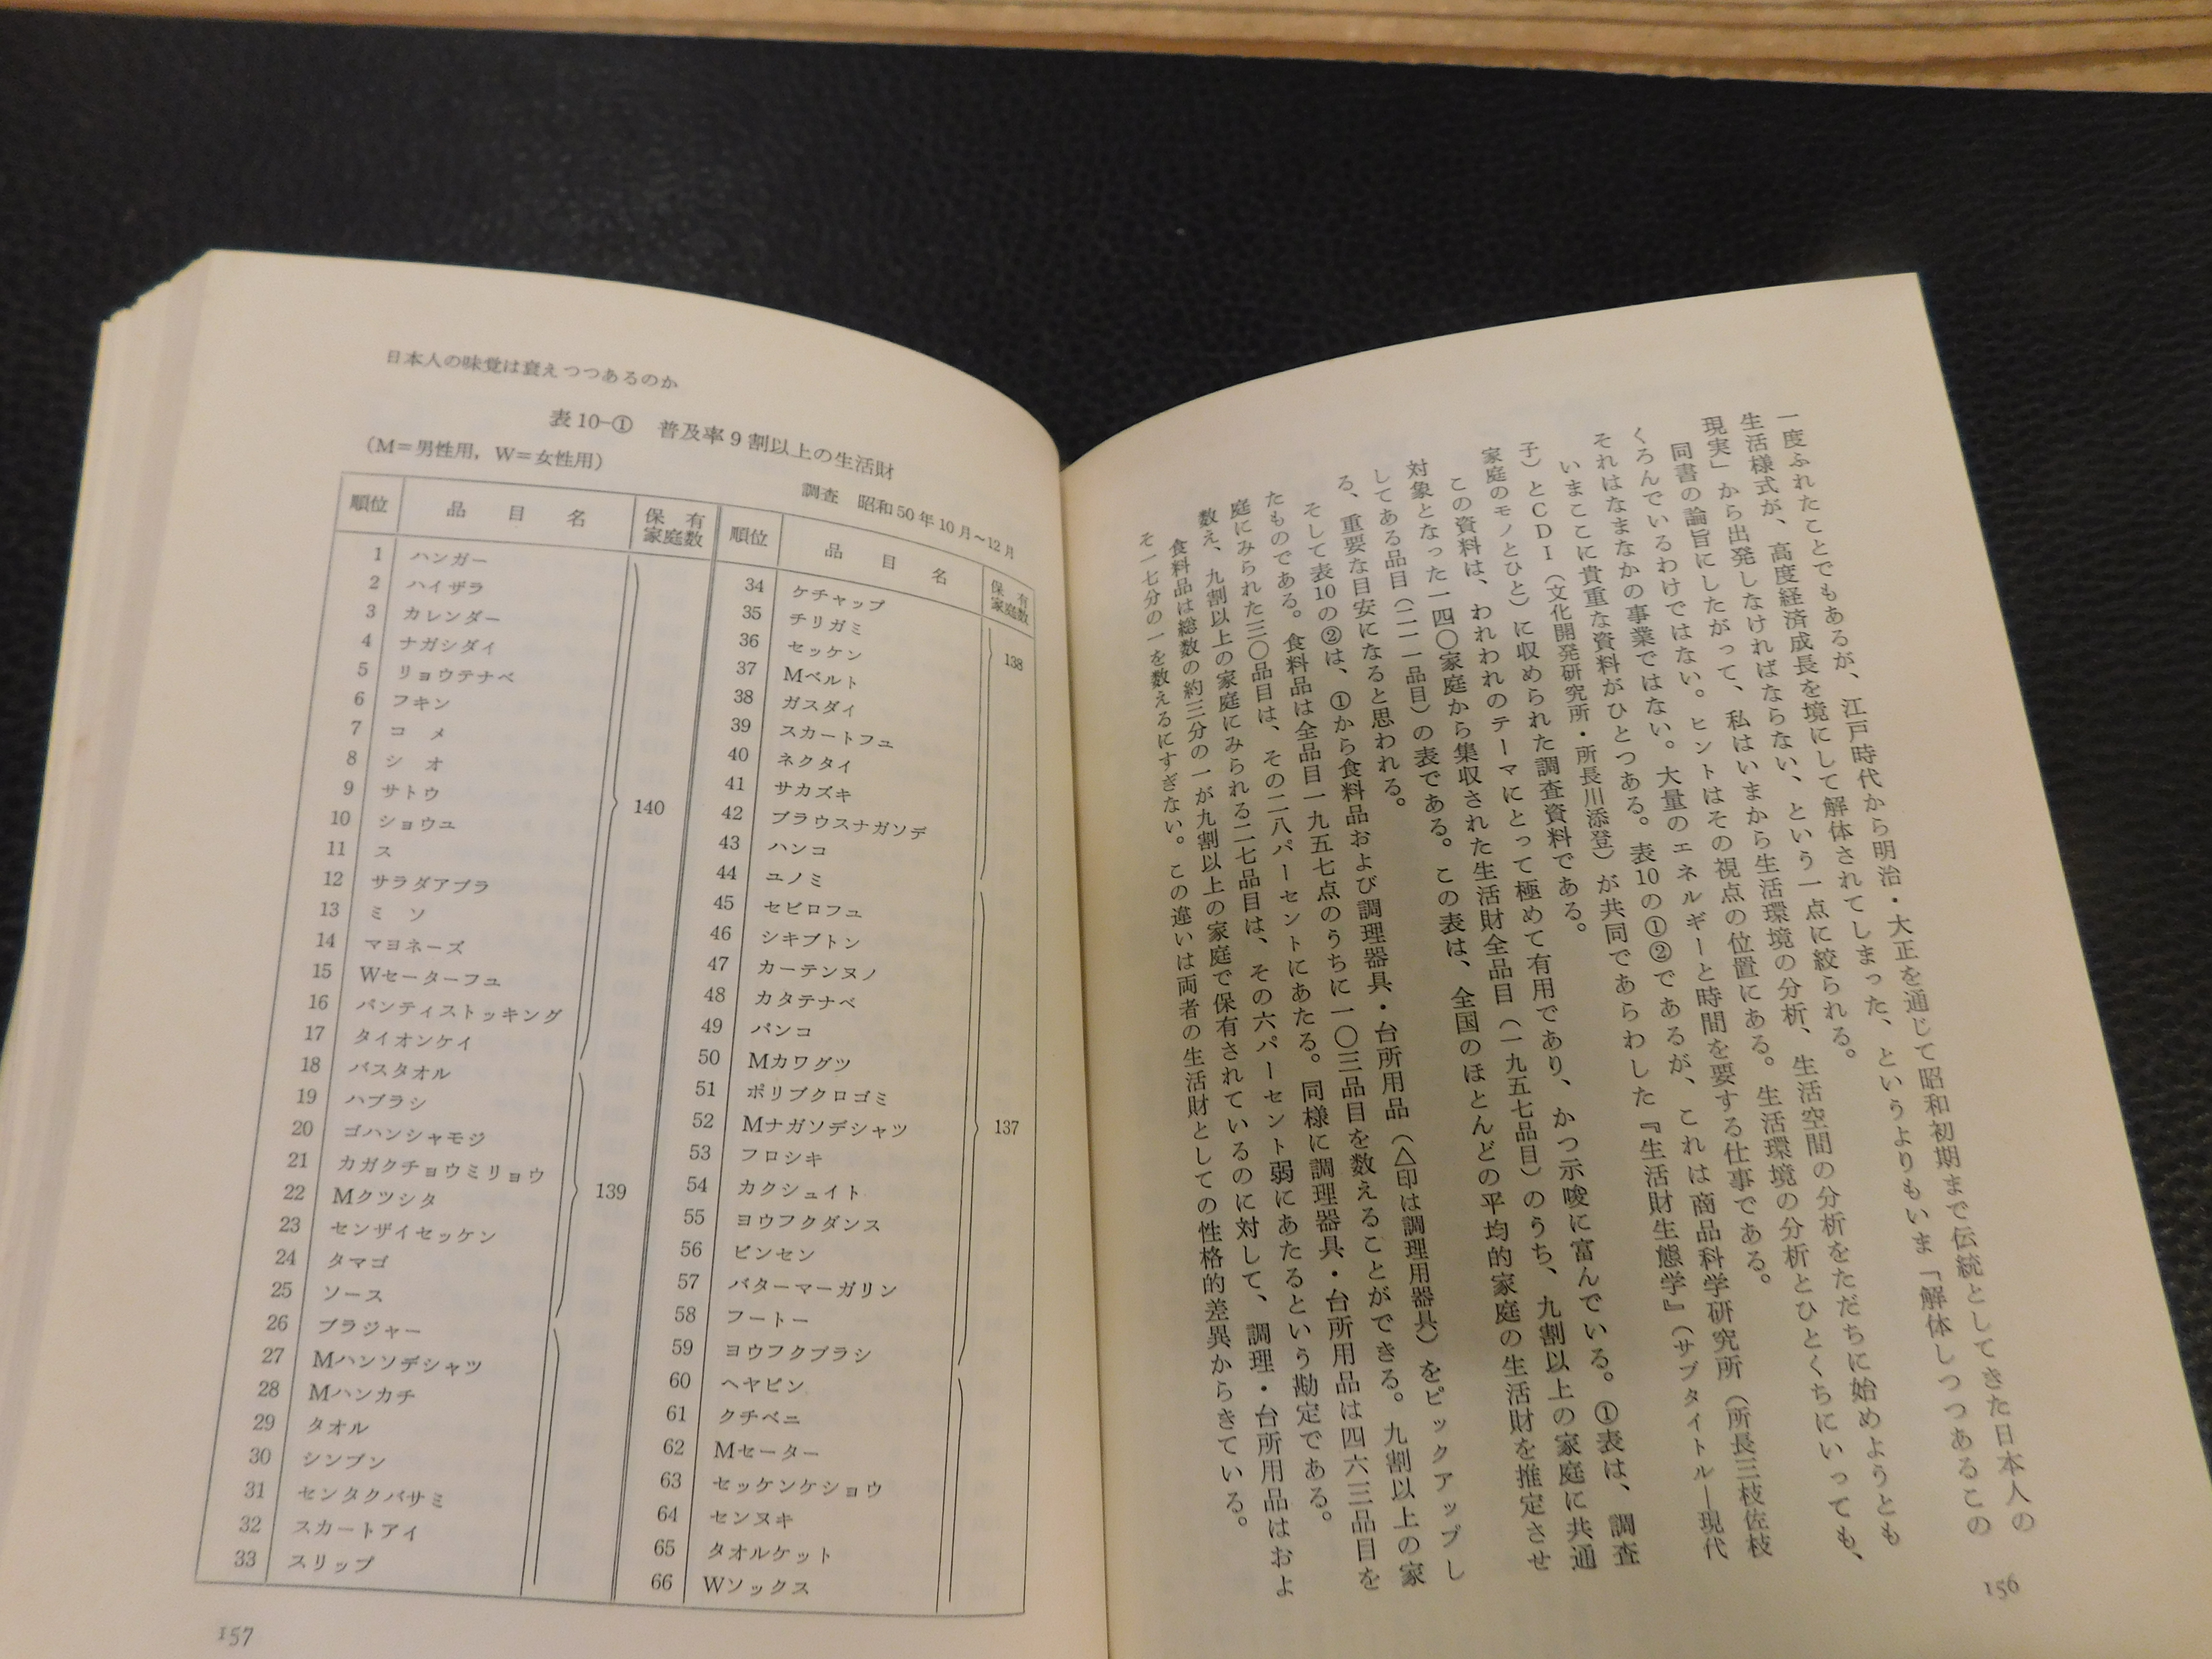 一度ふれたことでもあるが、江戸時代から明治・大正を通じて昭和初期まで伝統としてきた日本人の
生活様式が、高度経済成長を境にして解体されてしまった、というよりもいま「解体しつつあるこの
現実」から出発しなければならない、という一点に絞られる。
同書の論旨にしたがって、私はいまから生活環境の分析、生活空間の分析をただちに始めようとも
くろんでいるわけではない。ヒントはその視点の位置にある。生活環境の分析とひとくちにいっても、
それはなまなかの事業ではない。大量のエネルギーと時間を要する仕事である。
いまここに貴重な資料がひとつある。表10の①②であるが、これは商品科学研究所（所長三枝佐枝
子）とCDI（文化開発研究所・所長川添登）が共同であらわした『生活財生態学』（サブタイトル―現代
家庭のモノとひと）に収められた調査資料である。
この資料は、われわれのテーマにとって極めて有用であり、かつ示唆に富んでいる。①表は、調査
対象となった一四〇家庭から集収された生活財全品目（一九五七品目）のうち、九割以上の家庭に共通
してある品目（二一一品目）の表である。この表は、全国のほとんどの平均的家庭の生活財を推定させ
る、重要な目安になると思われる。
そして表10の②は、①から食料品および調理器具・台所用品（△印は調理用器具）をピックアップし
たものである。食料品は全品目一九五七点のうちに一〇三品目を数えることができる。九割以上の家
庭にみられた三〇品目は、その二八パーセントにあたる。同様に調理器具・台所用品は四六三品目を
数え、九割以上の家庭にみられる二七品目は、その六パーセント弱にあたるという勘定である。
食料品は総数の約三分の一が九割以上の家庭で保有されているのに対して、調理・台所用品はおよ
そ一七分の一を数えるにすぎない。この違いは両者の生活財としての性格的差異からきている。
156
日本人の味覚は衰えつつあるのか
表10-① 普及率9割以上の生活財
（M＝男性用，W＝女性用）
調査 昭和50年10月～12月
順位 品目名 保有家庭数
1 ハンガー
2 ハイザラ
3 カレンダー
4 ナガシダイ
5 リョウテナベ
6 フキン
7 コメ
8 シオ
9 サトウ
10 ショウユ
11 ス
12 サラダアブラ
13 ミソ
14 マヨネーズ
15 Wセーターフユ
16 パンティストッキング
17 タイオンケイ
140
18 バスタオル
19 ハブラシ
20 ゴハンシャモジ
21 カガクチョウミリョウ
22 Mクツシタ
23 センザイセッケン
24 タマゴ
25 ソース
139
26 ブラジャー
27 Mハンソデシャツ
28 Mハンカチ
29 タオル
30 シンブン
31 センタクバサミ
32 スカートアイ
33 スリップ
順位 品目名 保有家庭数
34 ケチャップ
35 チリガミ
36 セッケン
37 Mベルト
38 ガスダイ
39 スカートフユ
40 ネクタイ
41 サカズキ
42 ブラウスナガソデ
43 ハンコ
44 ユノミ
138
45 セビロフユ
46 シキブトン
47 カーテンヌノ
48 カタテナベ
49 パンコ
50 Mカワグツ
51 ポリブクロゴミ
52 Mナガソデシャツ
53 フロシキ
54 カクシュイト
55 ヨウフクダンス
56 ビンセン
57 バターマーガリン
58 フートー
59 ヨウフクブラシ
137
60 ヘヤピン
61 クチベニ
62 Mセーター
63 セッケンケショウ
64 センヌキ
65 タオルケット
66 Wソックス
157